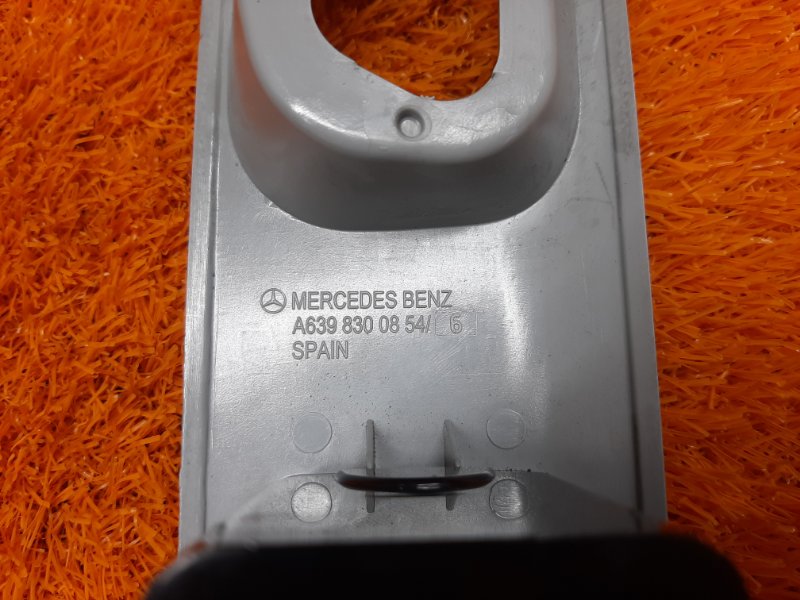 MERCEDES BENZ
A639 830 08 54/ 6
SPAIN